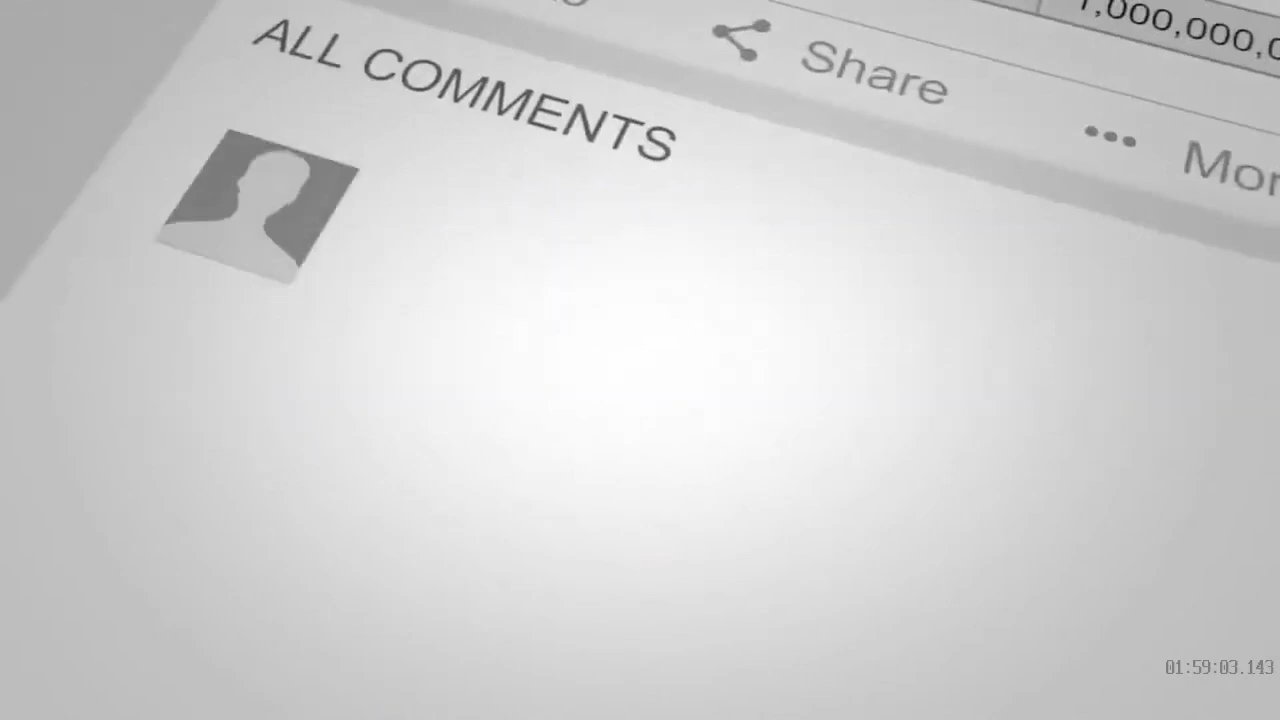 1,000,000,0
Share
••• Mor
ALL COMMENTS
01:59:03.143